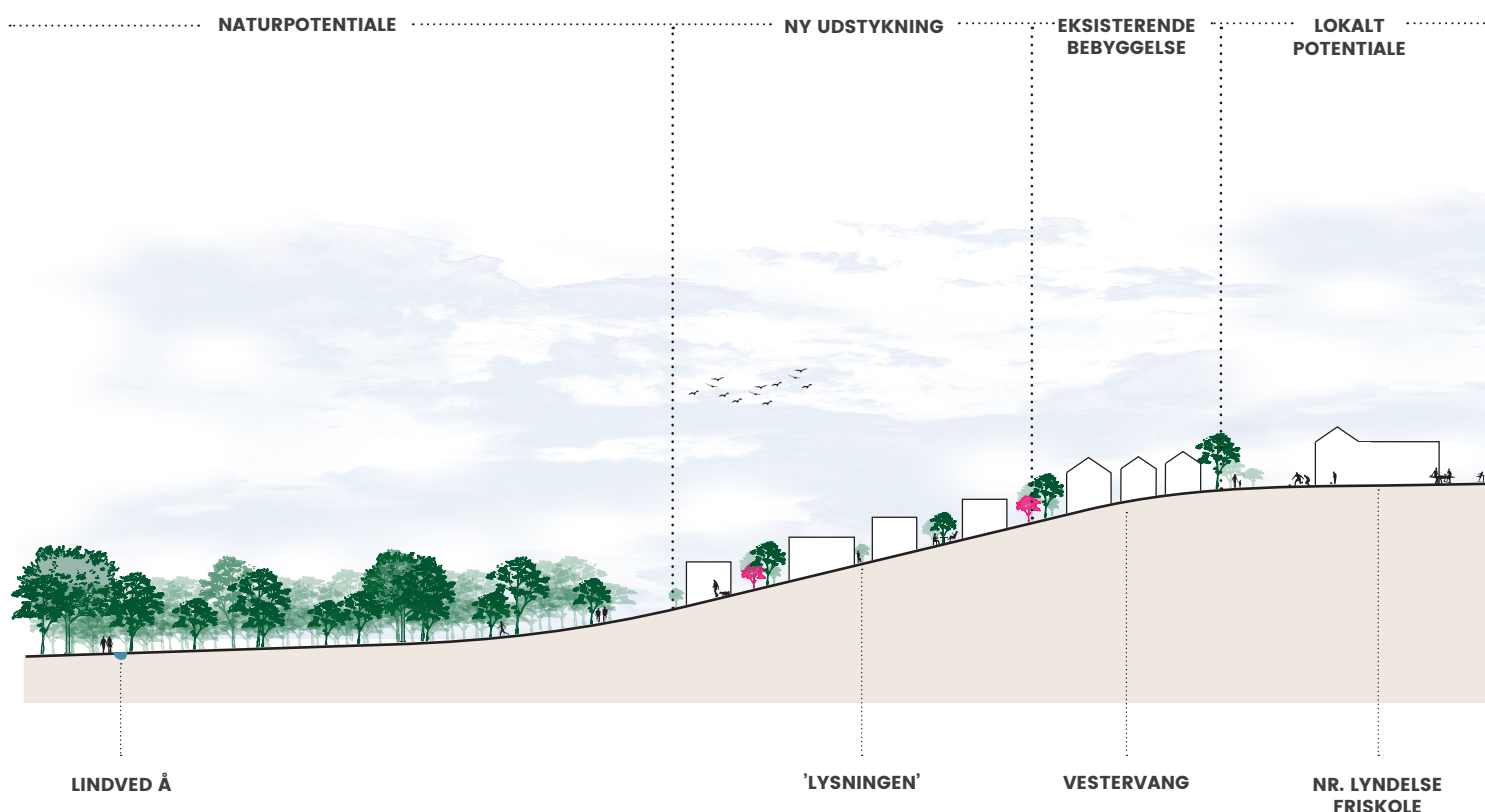 NATURPOTENTIALE
NY UDSTYKNING
EKSISTERENDE
BEBYGGELSE
LOKALT
POTENTIALE
LINDVED Å
’LYSNINGEN’
VESTERVANG
NR. LYNDELSE
FRISKOLE